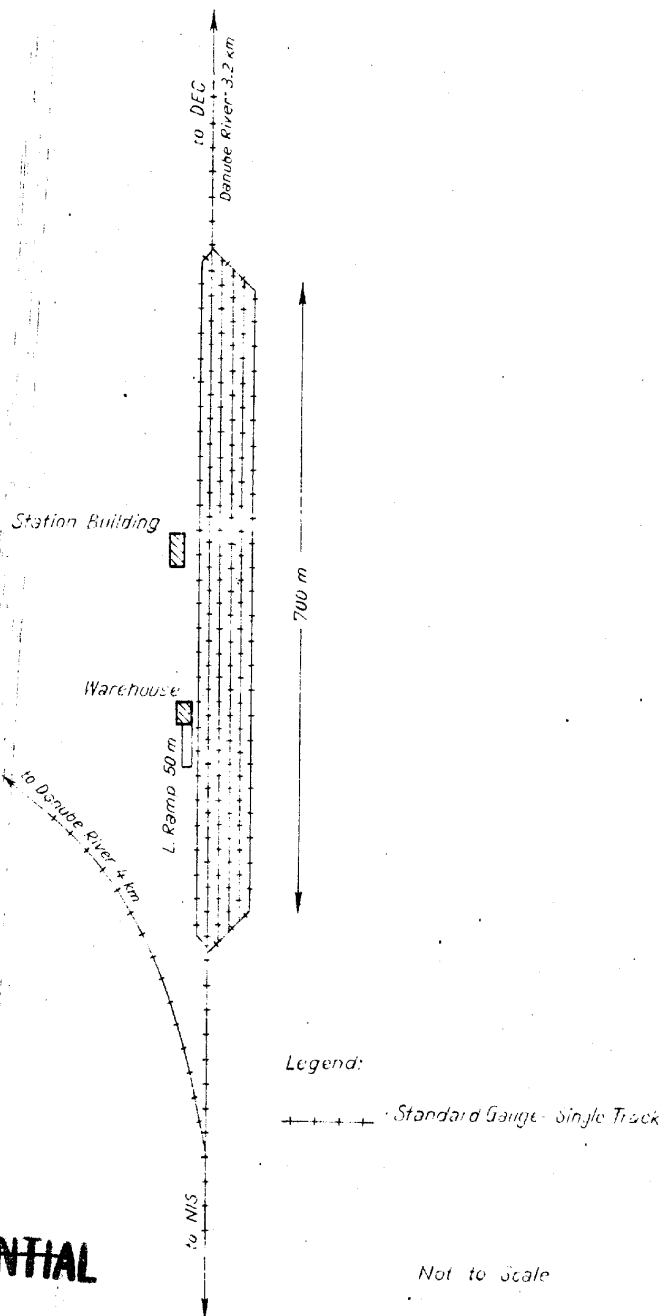 to DEC
Danube River 3.2 km
Station Building
700 m
Warehouse
L. Ramp 50 m
to Danube River 4 km
Legend:
Standard Gauge - Single Track
to NIS
NTIAL
Not to Scale